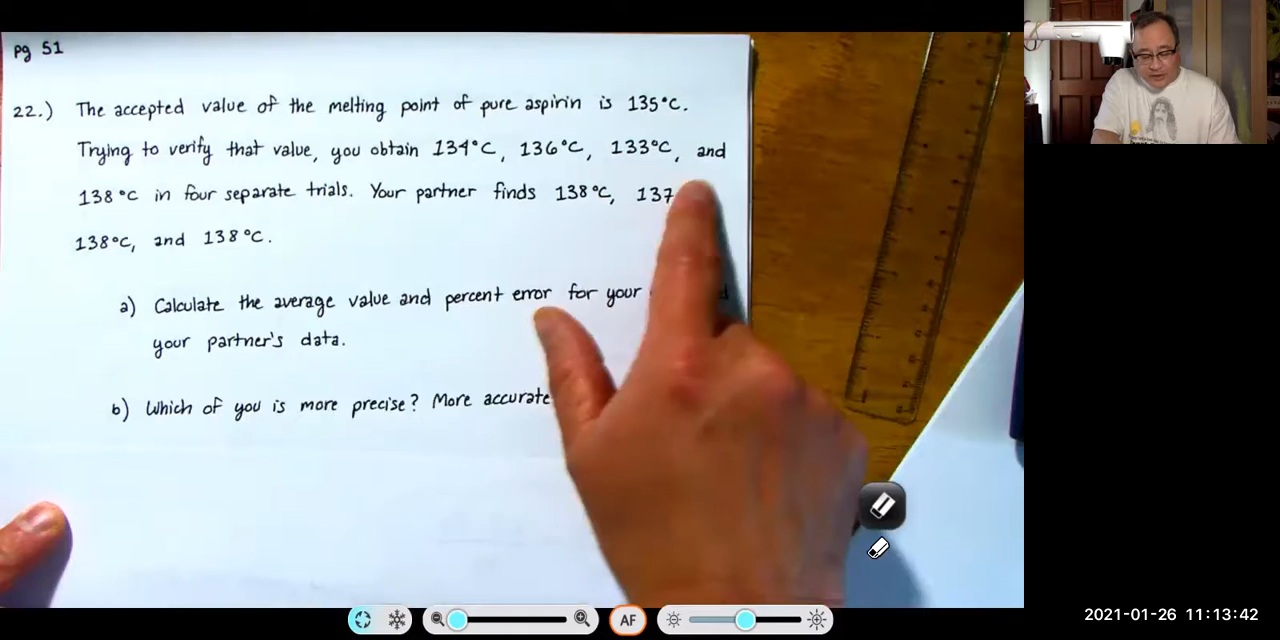 pg 51
22.) The accepted value of the melting point of pure aspirin is 135°C.
Trying to verify that value, you obtain 134°C, 136°C, 133°C, and
138°C in four separate trials. Your partner finds 138°C, 137
138°C, and 138°C.
a) Calculate the average value and percent error for your
your partner's data.
b) Which of you is more precise? More accurate
AF
2021-01-26 11:13:42